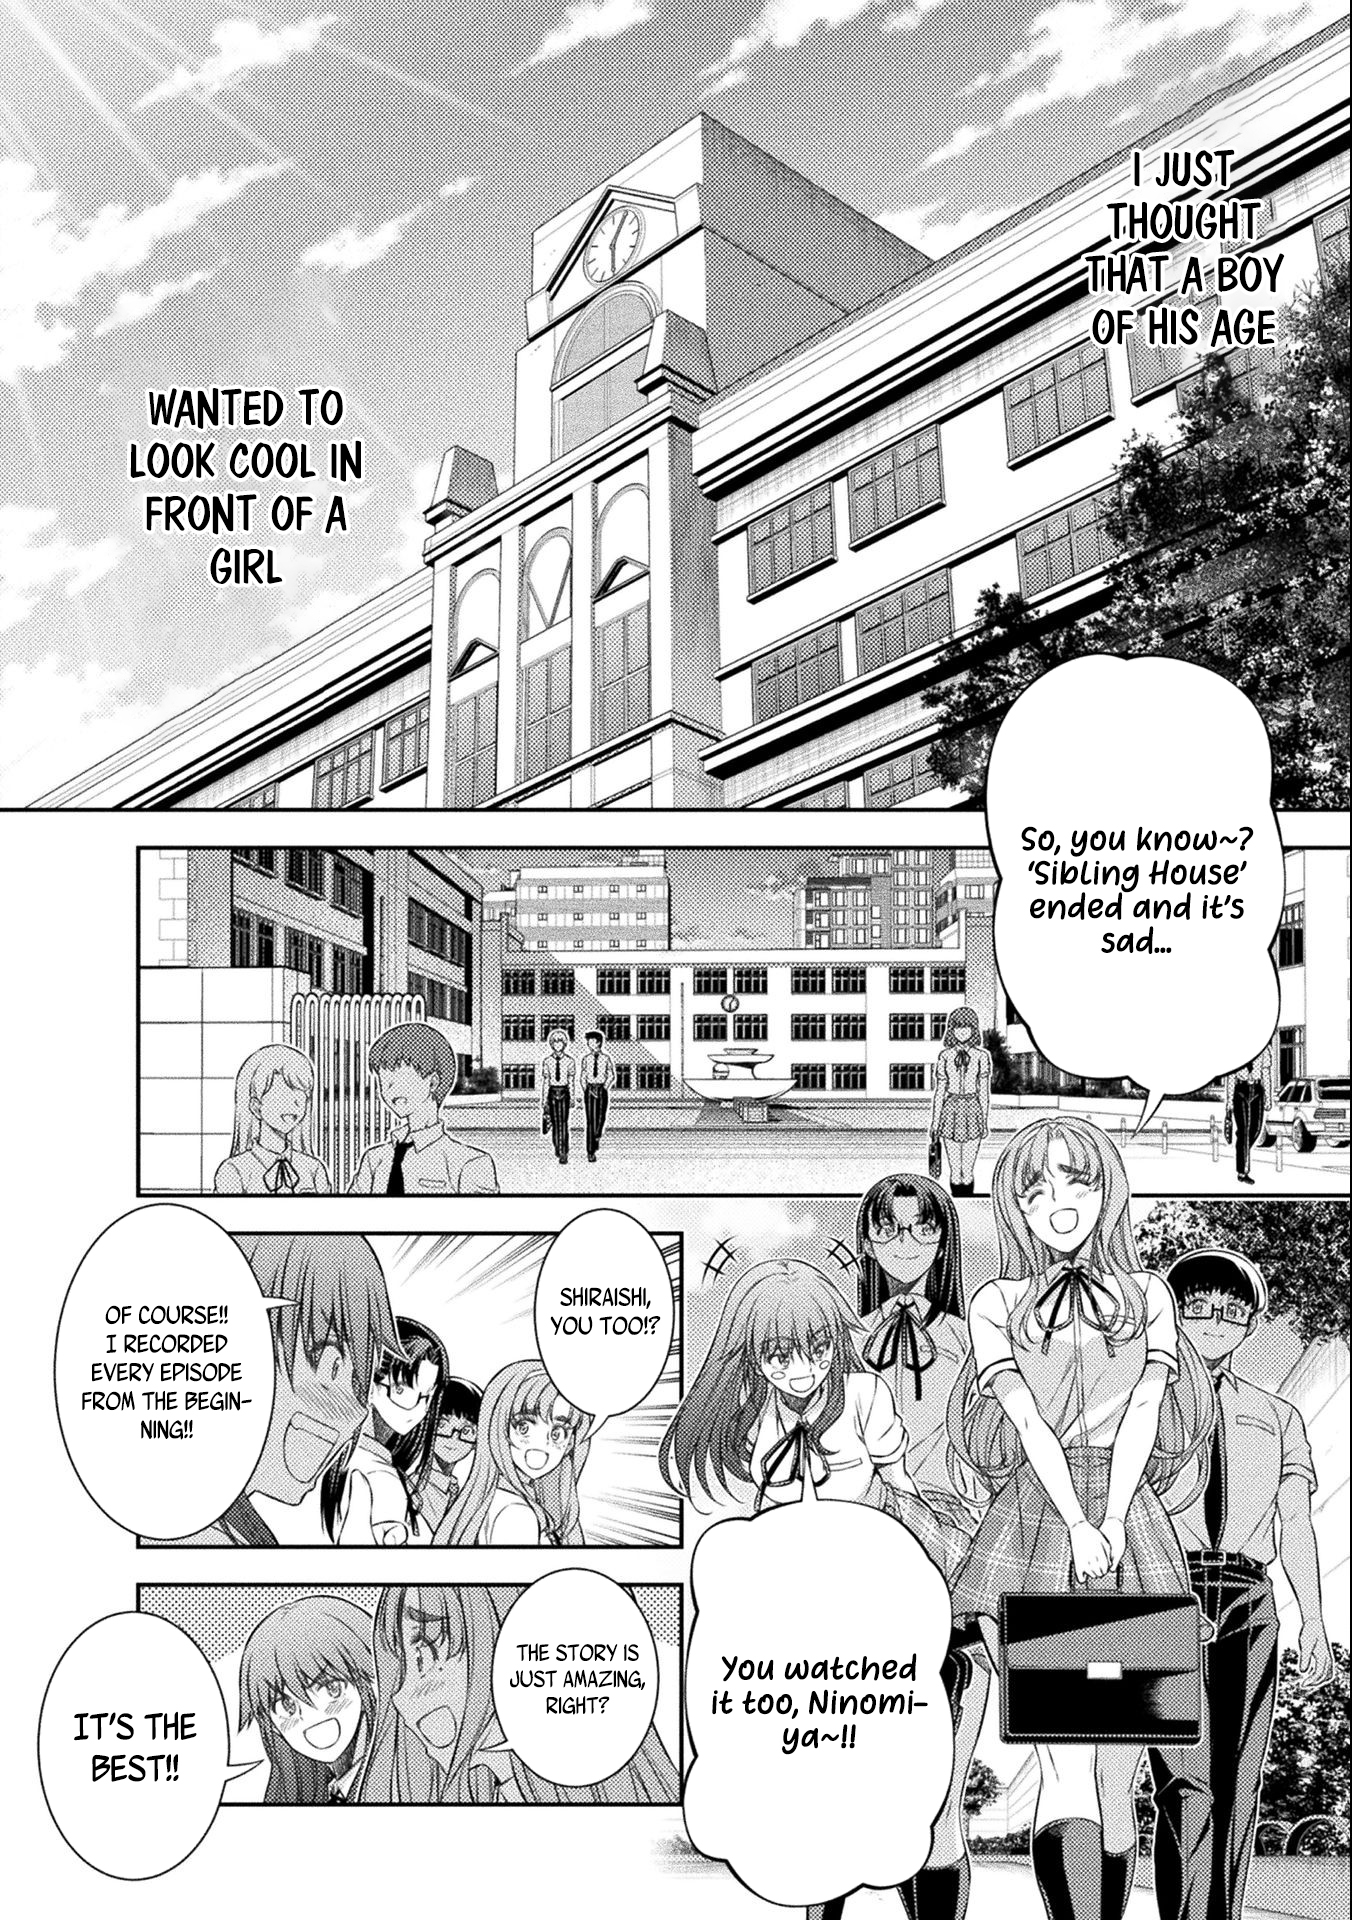 I JUST
THOUGHT
THAT A BOY
OF HIS AGE
WANTED TO
LOOK COOL IN
FRONT OF A
GIRL
So, you know~?
'Sibling House'
ended and it's
sad...
You watched
it too, Ninomi-
ya~!!
SHIRAISHI,
YOU TOO!?
OF COURSE!!
I RECORDED
EVERY EPISODE
FROM THE BEGIN-
NING!!
THE STORY IS
JUST AMAZING,
RIGHT?
IT'S THE
BEST!!